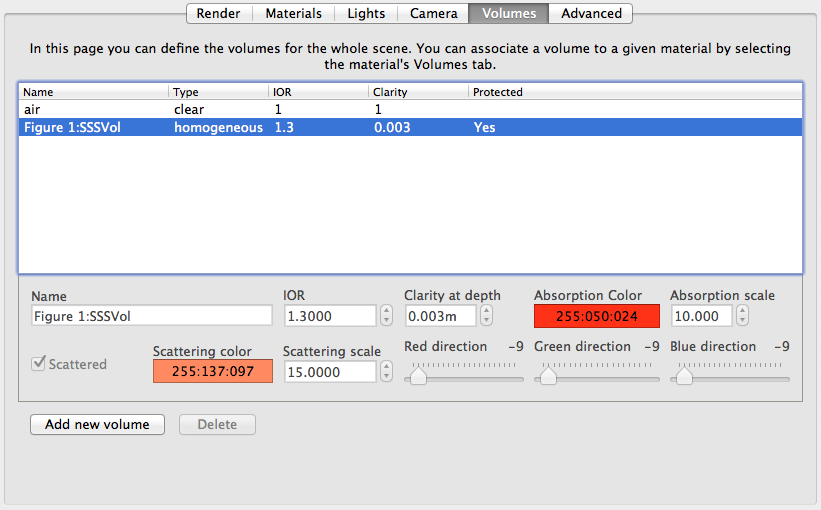 Render Materials Lights Camera Volumes Advanced
In this page you can define the volumes for the whole scene. You can associate a volume to a given material by selecting
the material's Volumes tab.
Name Type IOR Clarity Protected
air clear 1 1
Figure 1:SSSVol homogeneous 1.3 0.003 Yes
Name IOR Clarity at depth Absorption Color Absorption scale
Figure 1:SSSVol 1.3000 0.003m 255:050:024 10.000
Scattered Scattering color Scattering scale Red direction -9 Green direction -9 Blue direction -9
255:137:097 15.0000
Add new volume Delete